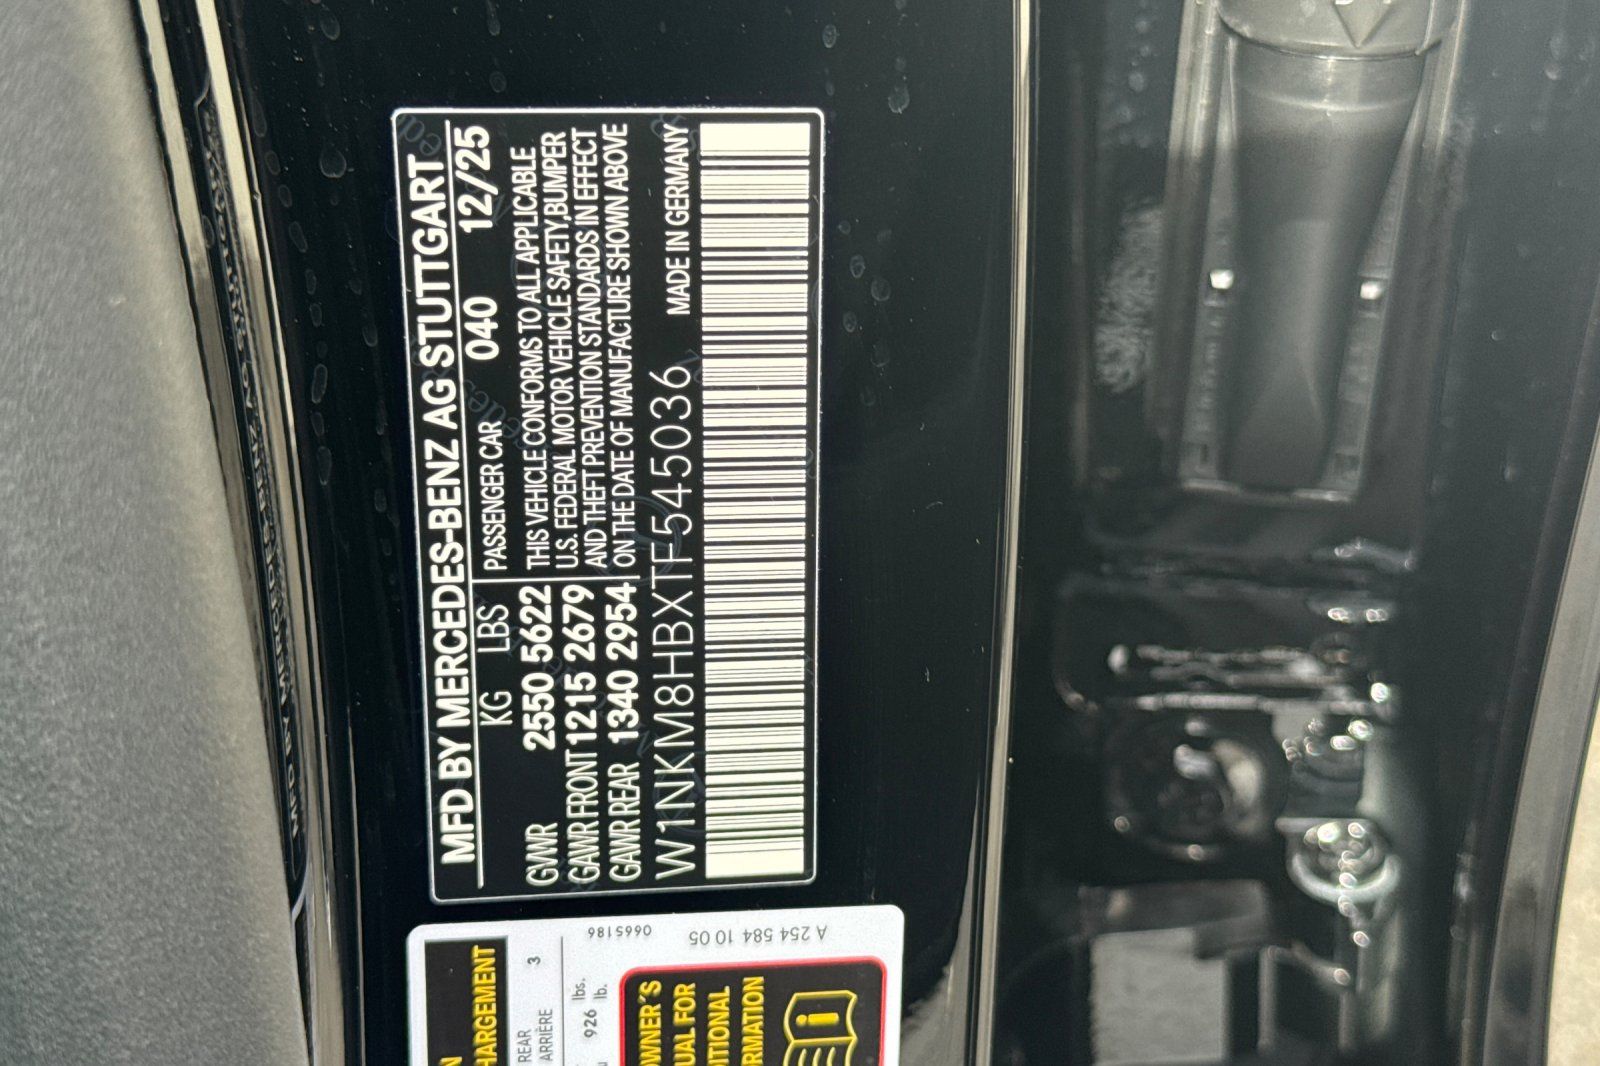 MFD BY MERCEDES-BENZ AG STUTTGART
KG LBS PASSENGER CAR 040 12/25
GVWR 2550 5622 THIS VEHICLE CONFORMS TO ALL APPLICABLE
GAWR FRONT 1215 2679 U.S. FEDERAL MOTOR VEHICLE SAFETY, BUMPER
AND THEFT PREVENTION STANDARDS IN EFFECT
GAWR REAR 1340 2954 ON THE DATE OF MANUFACTURE SHOWN ABOVE
W1NKM8HBXTF545036 MADE IN GERMANY
HARGEMENT
REAR 3
ARRIÈRE
926 lbs.
lb.
0665186
A 254 584 10 05
OWNER'S
UAL FOR
ITIONAL
RMATION